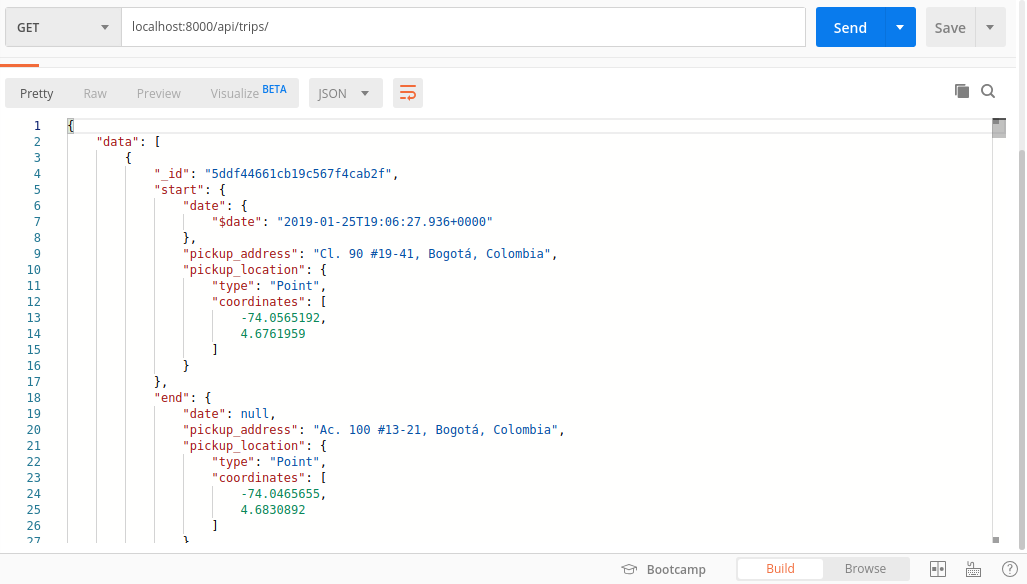 GET localhost:8000/api/trips/ Send Save
Pretty Raw Preview Visualize BETA JSON
1 {
2 "data": [
3 {
4 "_id": "5ddf44661cb19c567f4cab2f",
5 "start": {
6 "date": {
7 "$date": "2019-01-25T19:06:27.936+0000"
8 },
9 "pickup_address": "Cl. 90 #19-41, Bogotá, Colombia",
10 "pickup_location": {
11 "type": "Point",
12 "coordinates": [
13 -74.0565192,
14 4.6761959
15 ]
16 }
17 },
18 "end": {
19 "date": null,
20 "pickup_address": "Ac. 100 #13-21, Bogotá, Colombia",
21 "pickup_location": {
22 "type": "Point",
23 "coordinates": [
24 -74.0465655,
25 4.6830892
26 ]
27 }
Bootcamp Build Browse